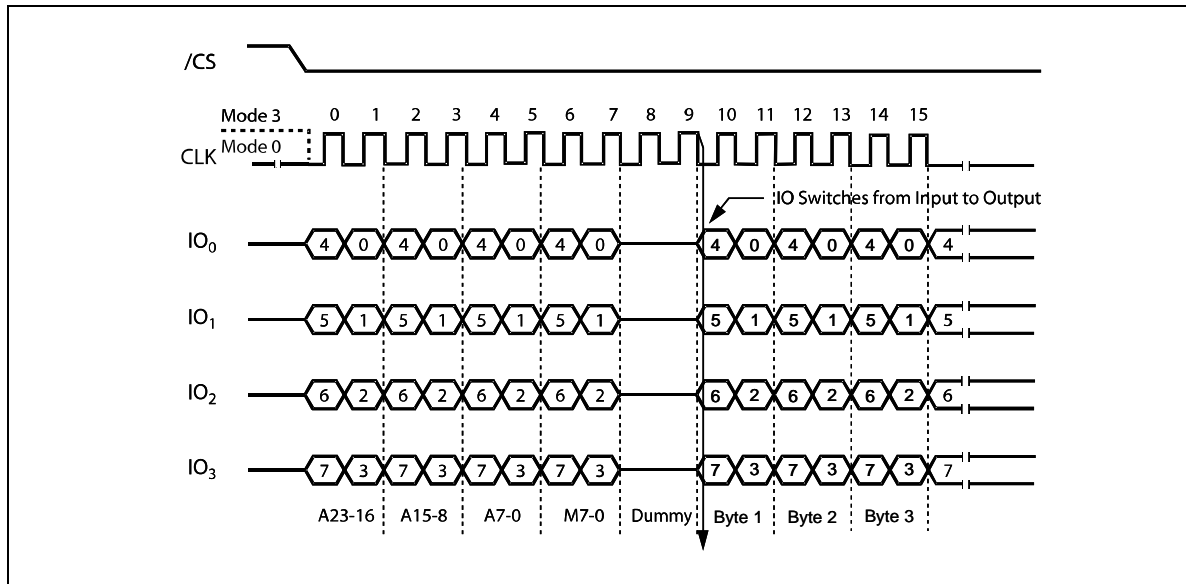 /CS
Mode 3 0 1 2 3 4 5 6 7 8 9 10 11 12 13 14 15
Mode 0
CLK
IO Switches from Input to Output
IO0 4 0 4 0 4 0 4 0 4 0 4 0 4 0 4
IO1 5 1 5 1 5 1 5 1 5 1 5 1 5 1 5
IO2 6 2 6 2 6 2 6 2 6 2 6 2 6 2 6
IO3 7 3 7 3 7 3 7 3 7 3 7 3 7 3 7
A23-16 A15-8 A7-0 M7-0 Dummy Byte 1 Byte 2 Byte 3